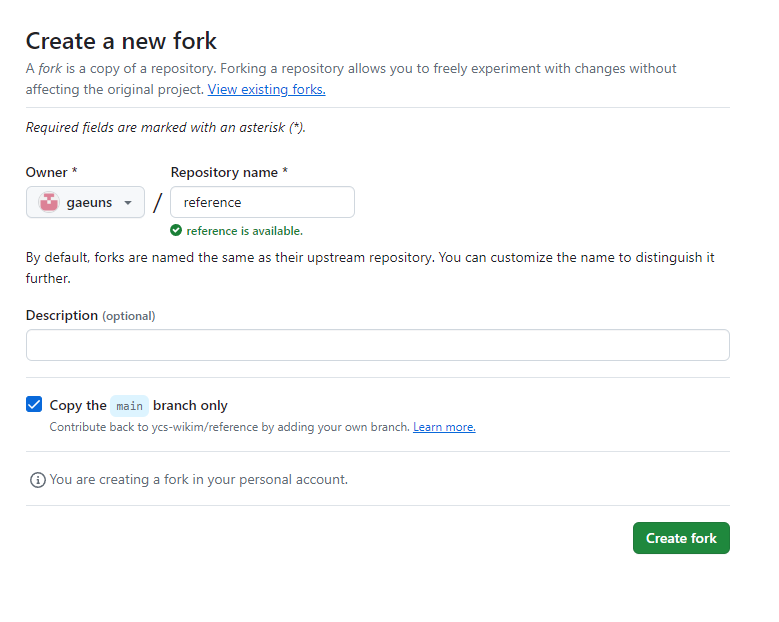 Create a new fork
A fork is a copy of a repository. Forking a repository allows you to freely experiment with changes without
affecting the original project. View existing forks.
Required fields are marked with an asterisk (*).
Owner * Repository name *
gaeuns / reference
reference is available.
By default, forks are named the same as their upstream repository. You can customize the name to distinguish it
further.
Description (optional)
Copy the main branch only
Contribute back to ycs-wikim/reference by adding your own branch. Learn more.
You are creating a fork in your personal account.
Create fork